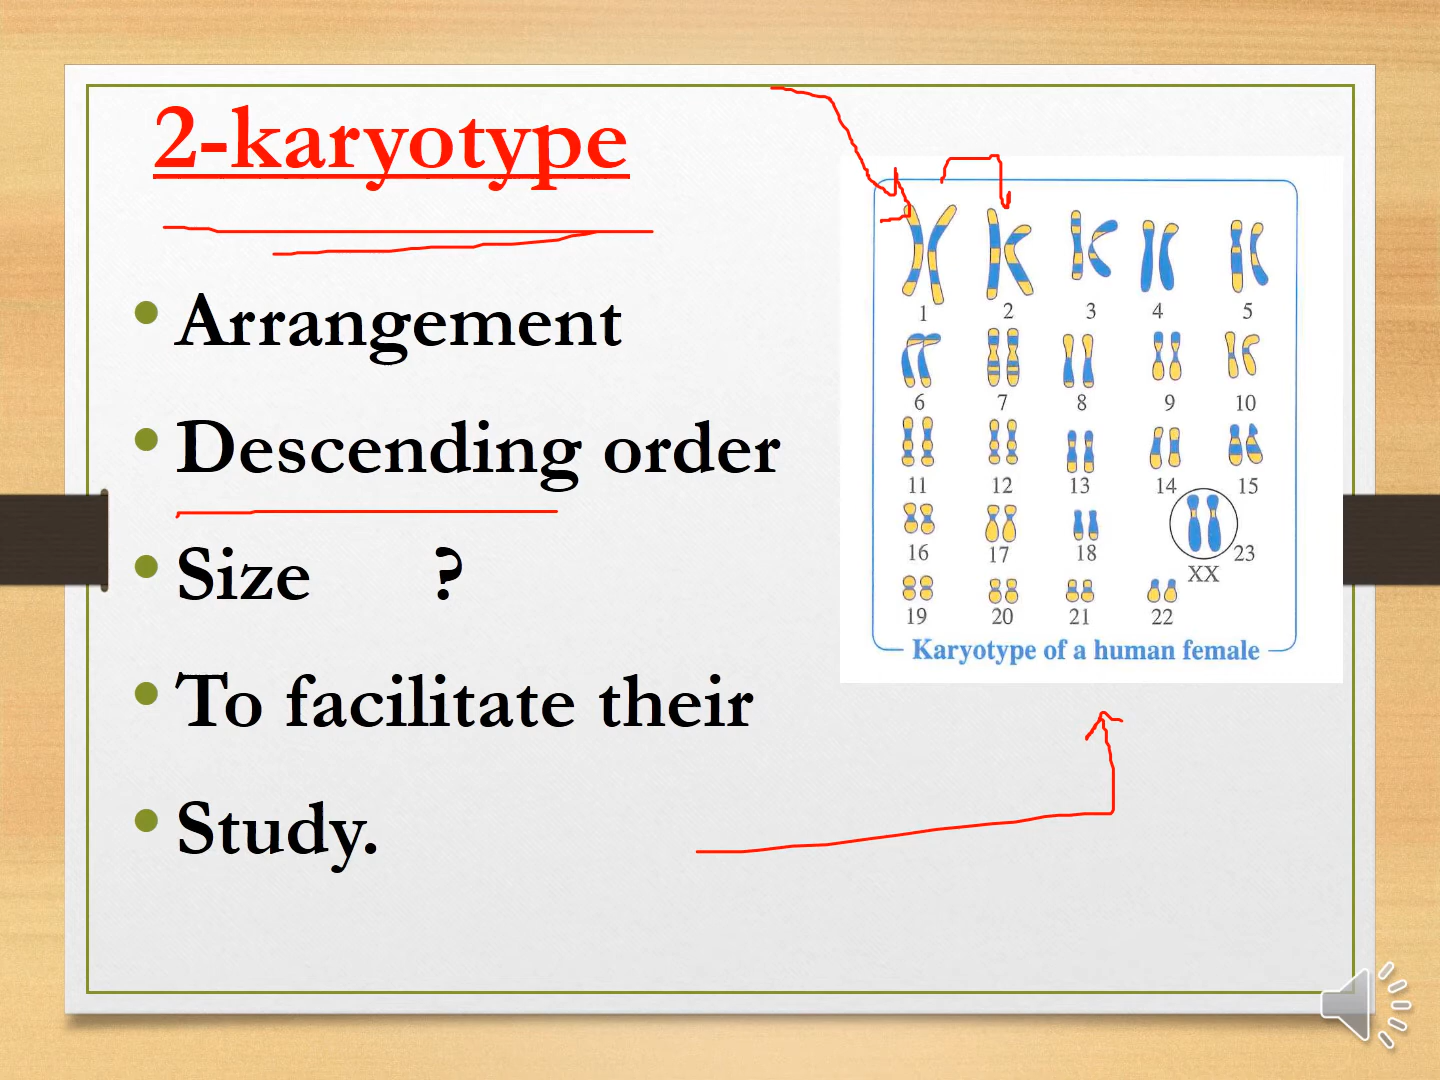 2-karyotype
Arrangement
Descending order
Size ?
To facilitate their
Study.
1 2 3 4 5
6 7 8 9 10
11 12 13 14 15
16 17 18 23
XX
19 20 21 22
Karyotype of a human female